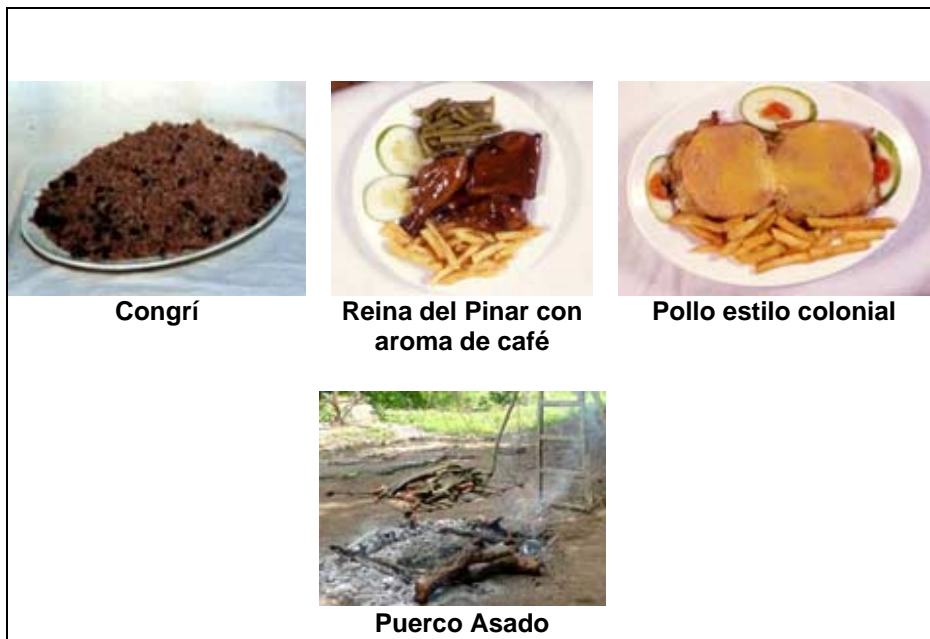 Congrí
Reina del Pinar con
aroma de café
Pollo estilo colonial
Puerco Asado